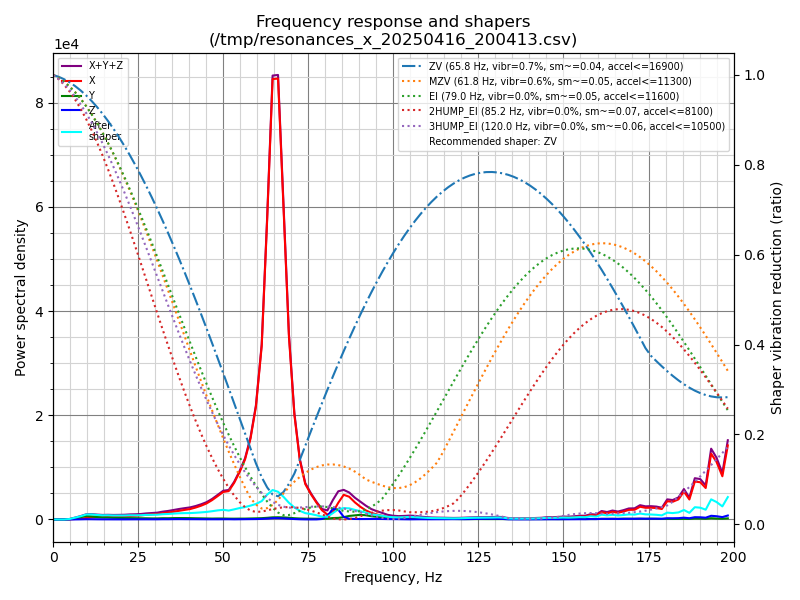 Frequency response and shapers
(/tmp/resonances_x_20250416_200413.csv)
1e4
X+Y+Z
X
Y
Z
After
shaper
ZV (65.8 Hz, vibr=0.7%, sm~=0.04, accel<=16900)
MZV (61.8 Hz, vibr=0.6%, sm~=0.05, accel<=11300)
EI (79.0 Hz, vibr=0.0%, sm~=0.05, accel<=11600)
2HUMP_EI (85.2 Hz, vibr=0.0%, sm~=0.07, accel<=8100)
3HUMP_EI (120.0 Hz, vibr=0.0%, sm~=0.06, accel<=10500)
Recommended shaper: ZV
Power spectral density
8
6
4
2
0
1.0
0.8
0.6
0.4
0.2
0.0
Shaper vibration reduction (ratio)
0 25 50 75 100 125 150 175 200
Frequency, Hz